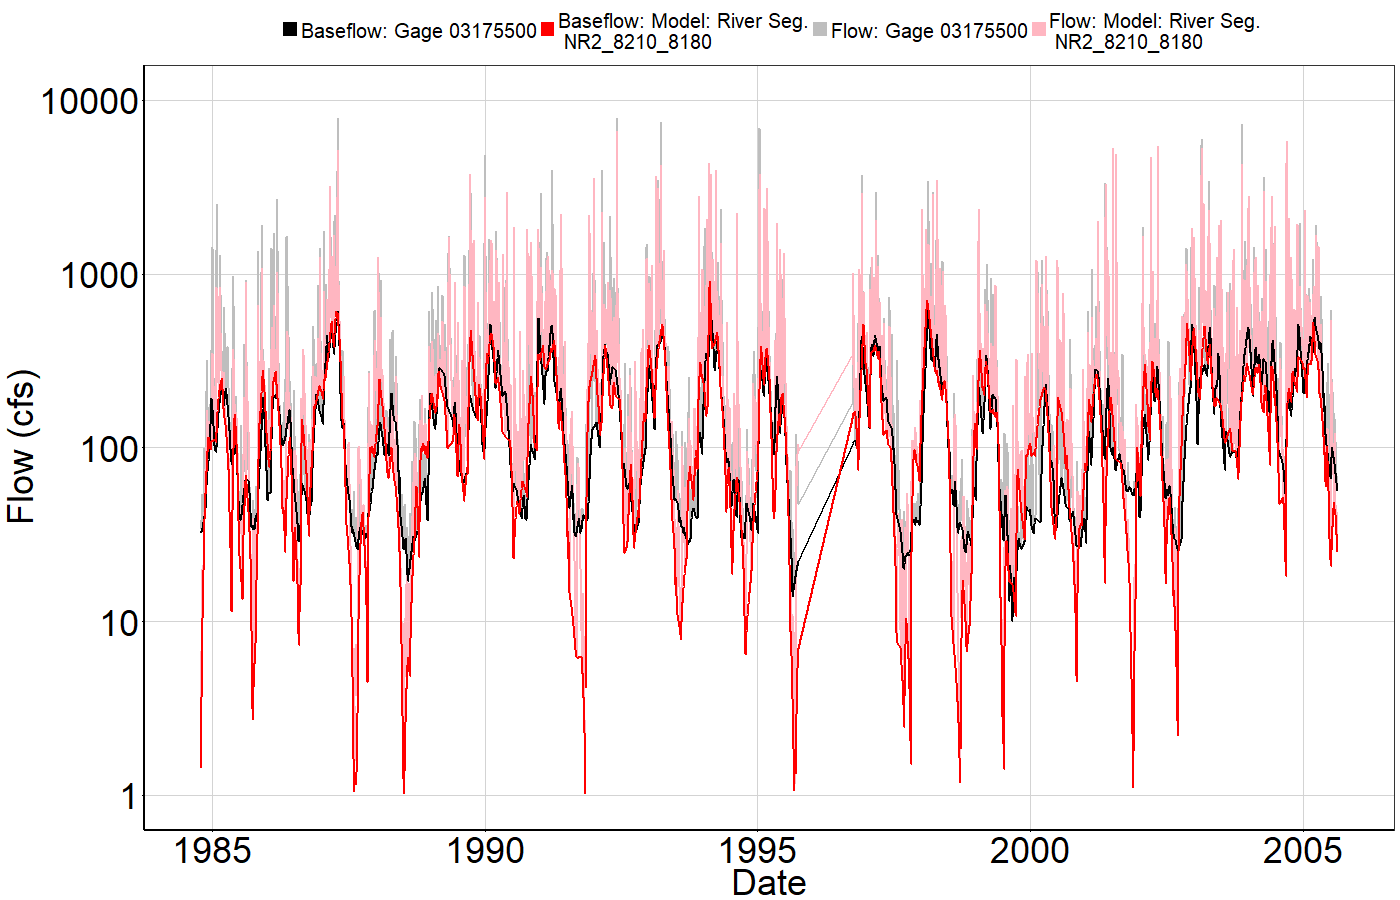 Baseflow: Gage 03175500
Baseflow: Model: River Seg.
NR2_8210_8180
Flow: Gage 03175500
Flow: Model: River Seg.
NR2_8210_8180
Flow (cfs)
10000
1000
100
10
1
1985
1990
1995
2000
2005
Date